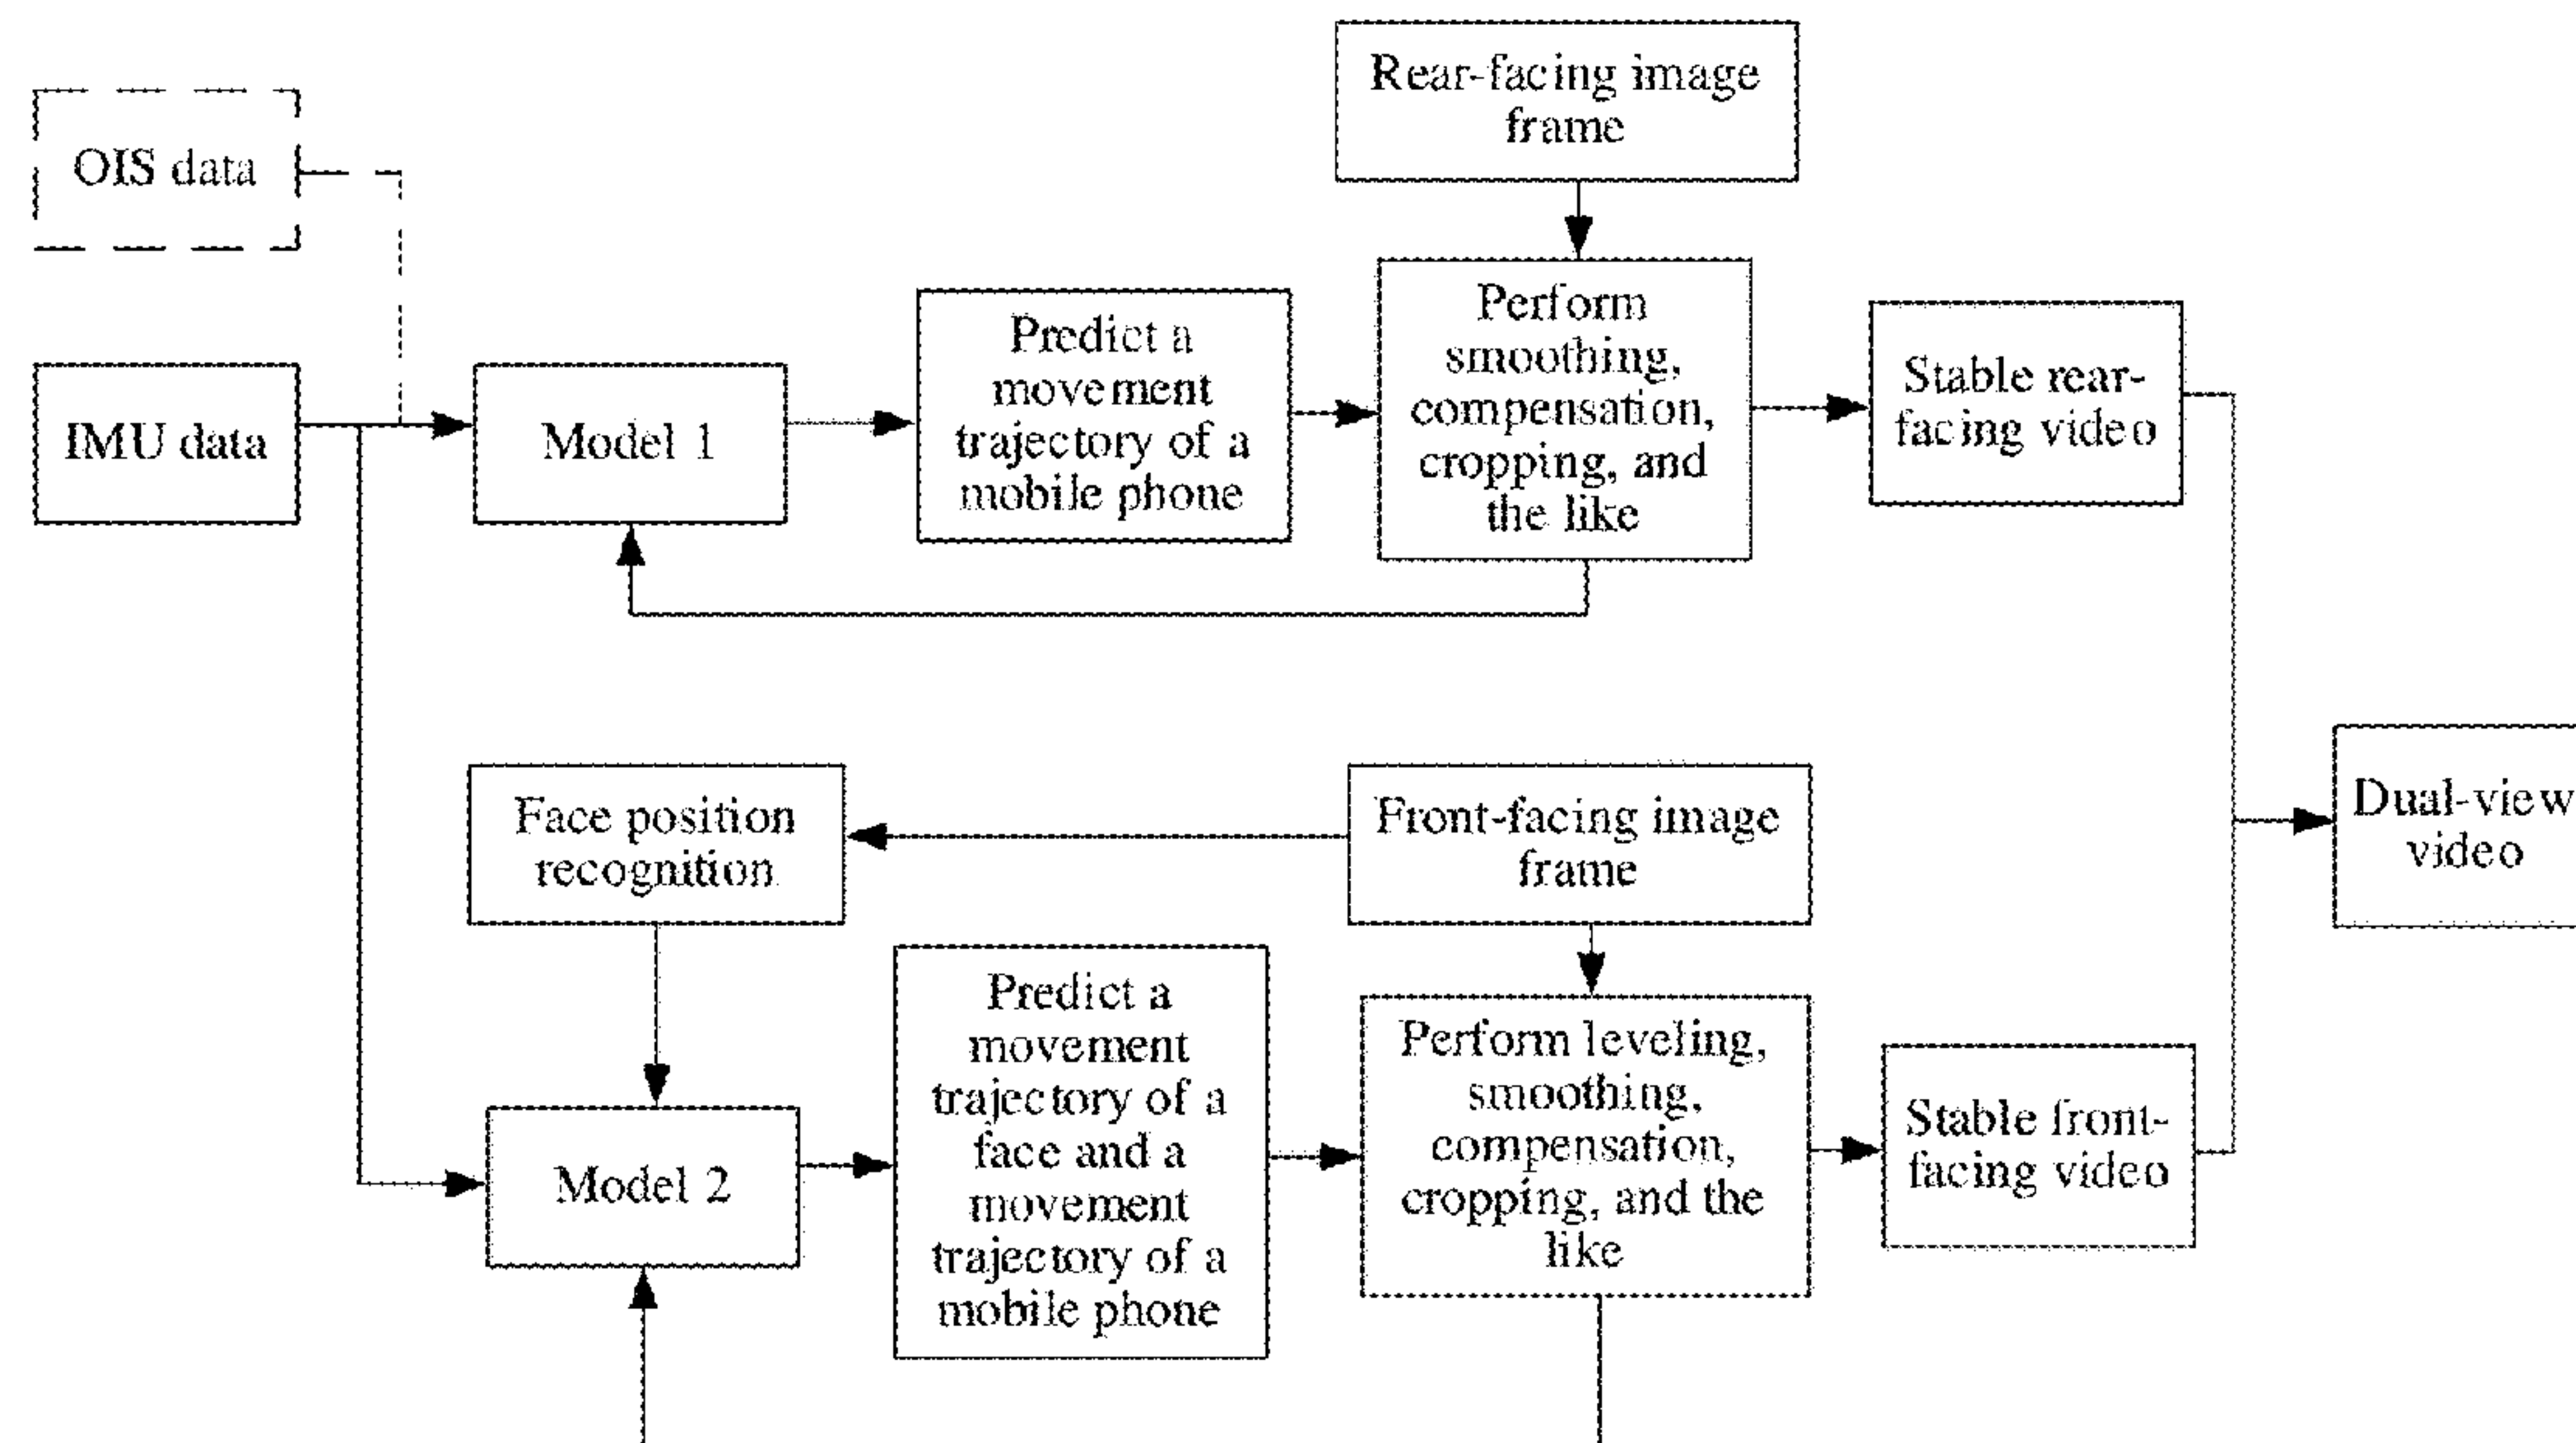 Rear-facing image
frame
OIS data
IMU data
Model 1
Predict a
movement
trajectory of a
mobile phone
Perform
smoothing,
compensation,
cropping, and
the like
Stable rear-
facing video
Face position
recognition
Front-facing image
frame
Dual-view
video
Model 2
Predict a
movement
trajectory of a
face and a
movement
trajectory of a
mobile phone
Perform leveling,
smoothing,
compensation,
cropping, and the
like
Stable front-
facing video